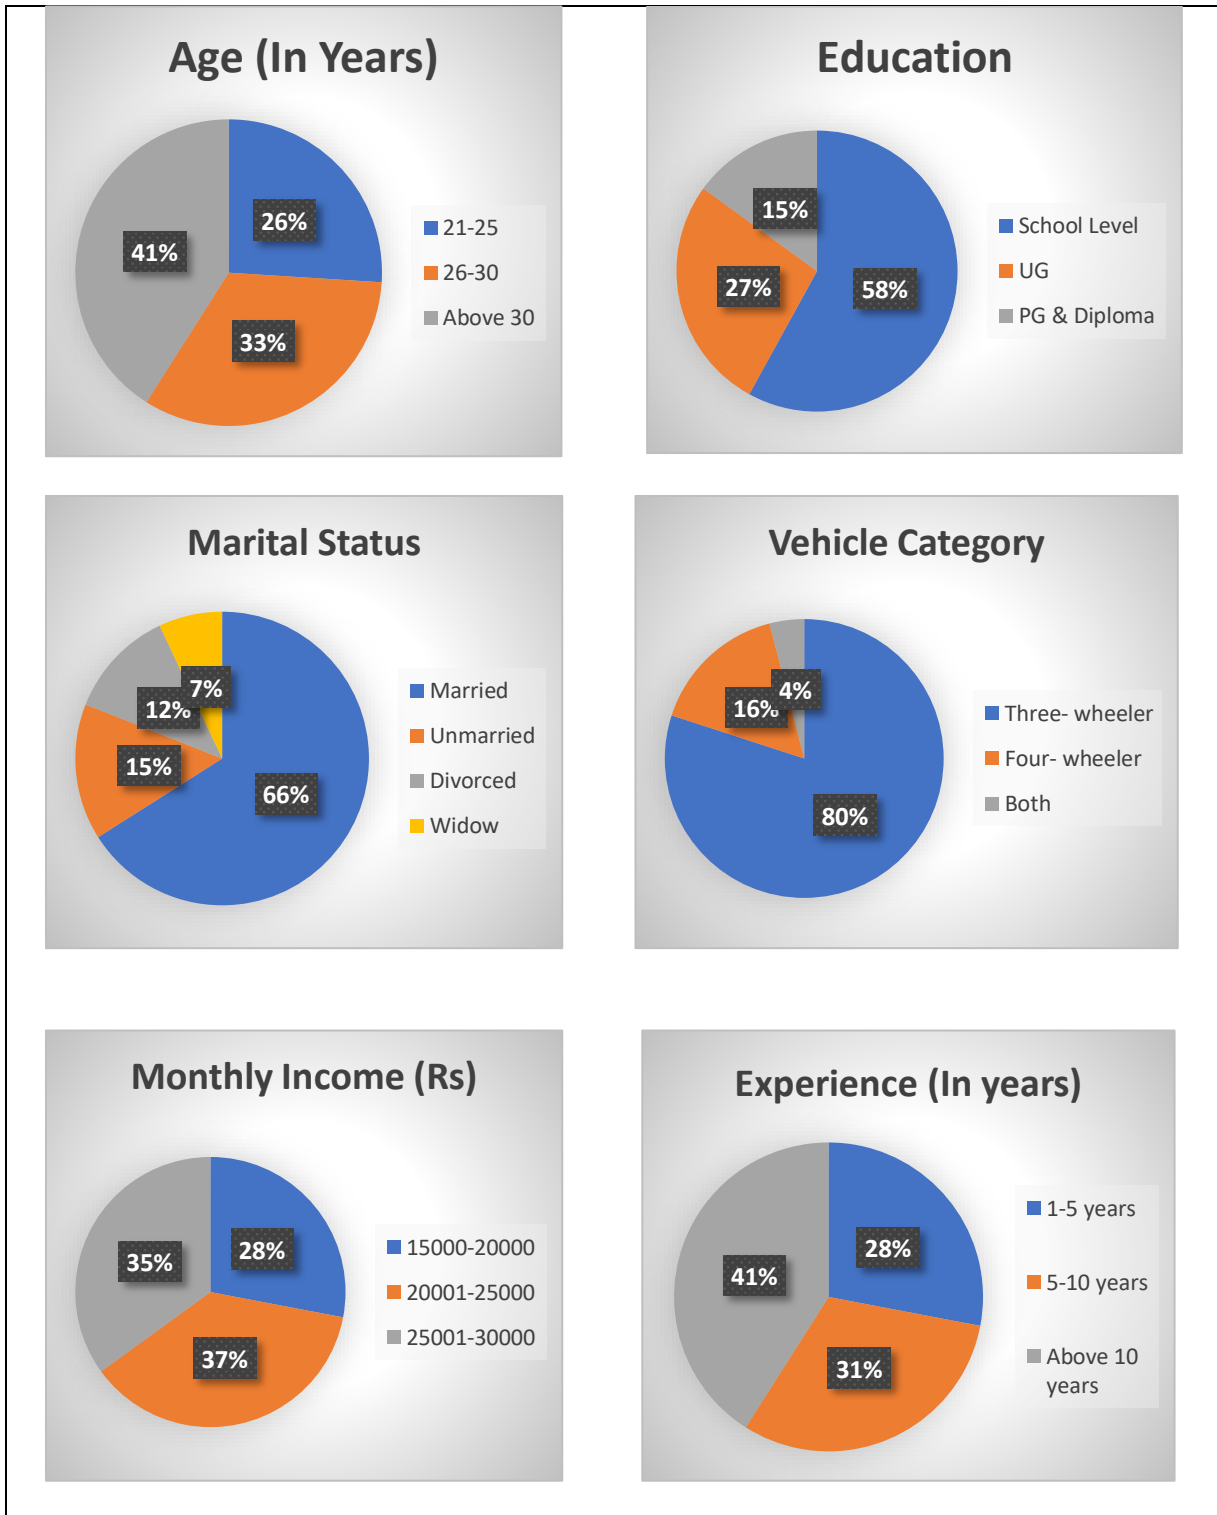 Age (In Years)
26%
33%
41%
21-25
26-30
Above 30
Education
58%
27%
15%
School Level
UG
PG & Diploma
Marital Status
66%
15%
12%
7%
Married
Unmarried
Divorced
Widow
Vehicle Category
80%
16%
4%
Three- wheeler
Four- wheeler
Both
Monthly Income (Rs)
28%
37%
35%
15000-20000
20001-25000
25001-30000
Experience (In years)
28%
31%
41%
1-5 years
5-10 years
Above 10
years